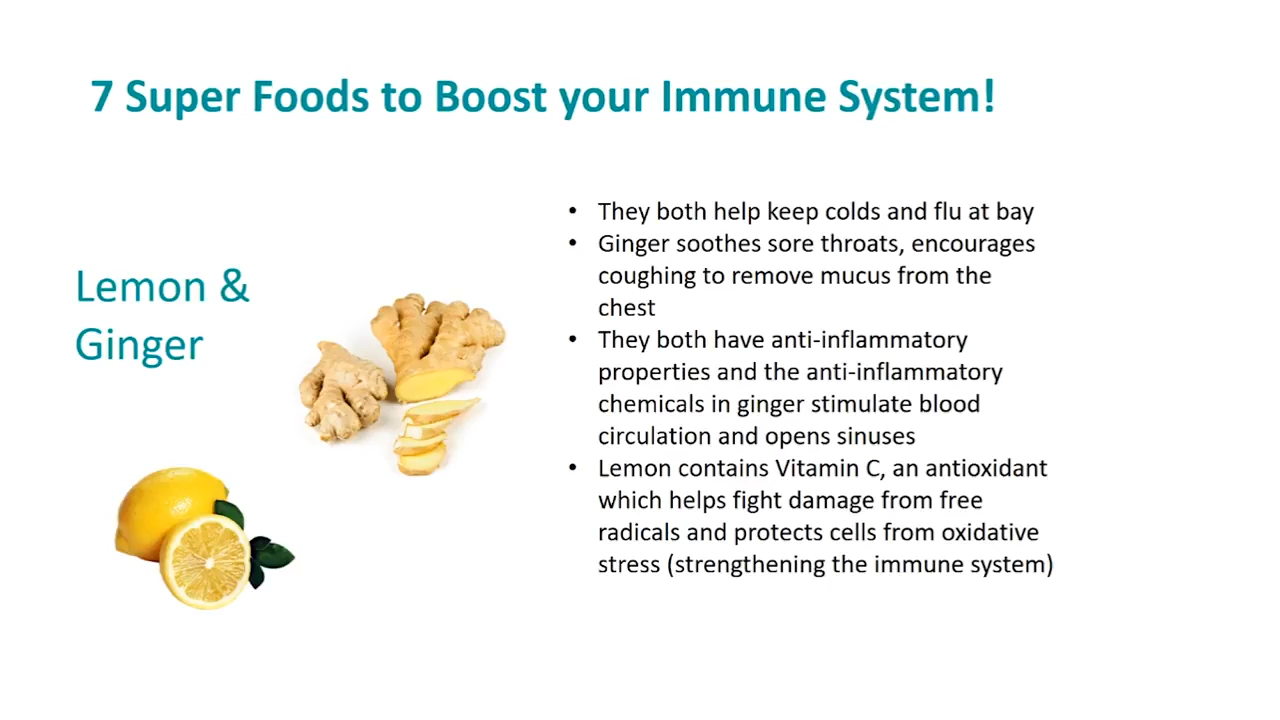 7 Super Foods to Boost your Immune System!
Lemon &
Ginger
• They both help keep colds and flu at bay
• Ginger soothes sore throats, encourages
coughing to remove mucus from the
chest
• They both have anti-inflammatory
properties and the anti-inflammatory
chemicals in ginger stimulate blood
circulation and opens sinuses
• Lemon contains Vitamin C, an antioxidant
which helps fight damage from free
radicals and protects cells from oxidative
stress (strengthening the immune system)